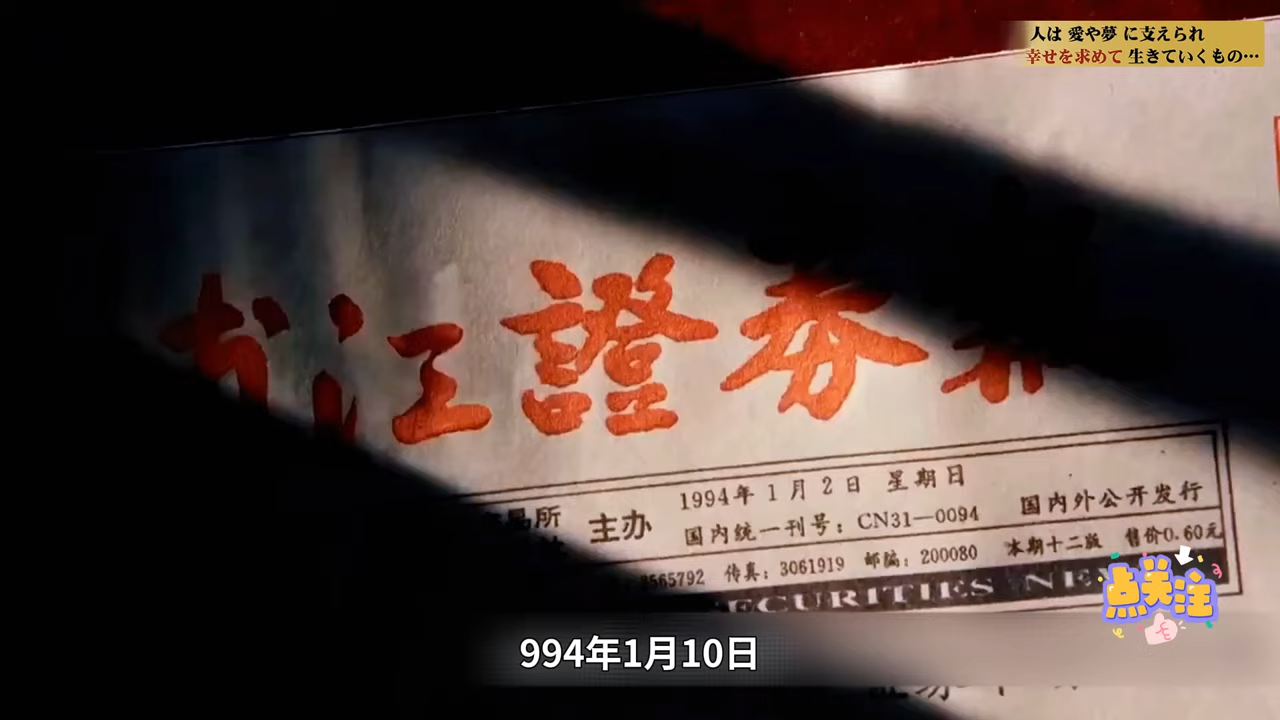 人は 愛や夢 に支えられ
幸せを求めて 生きていくもの…
江證券
易所 主办
1994年1月2日 星期日
国内统一刊号：CN31—0094
国内外公开发行
8565792 传真：3061919 邮编：200080 本期十二版 售价0.60元
ECURITIES NE
点关注
994年1月10日